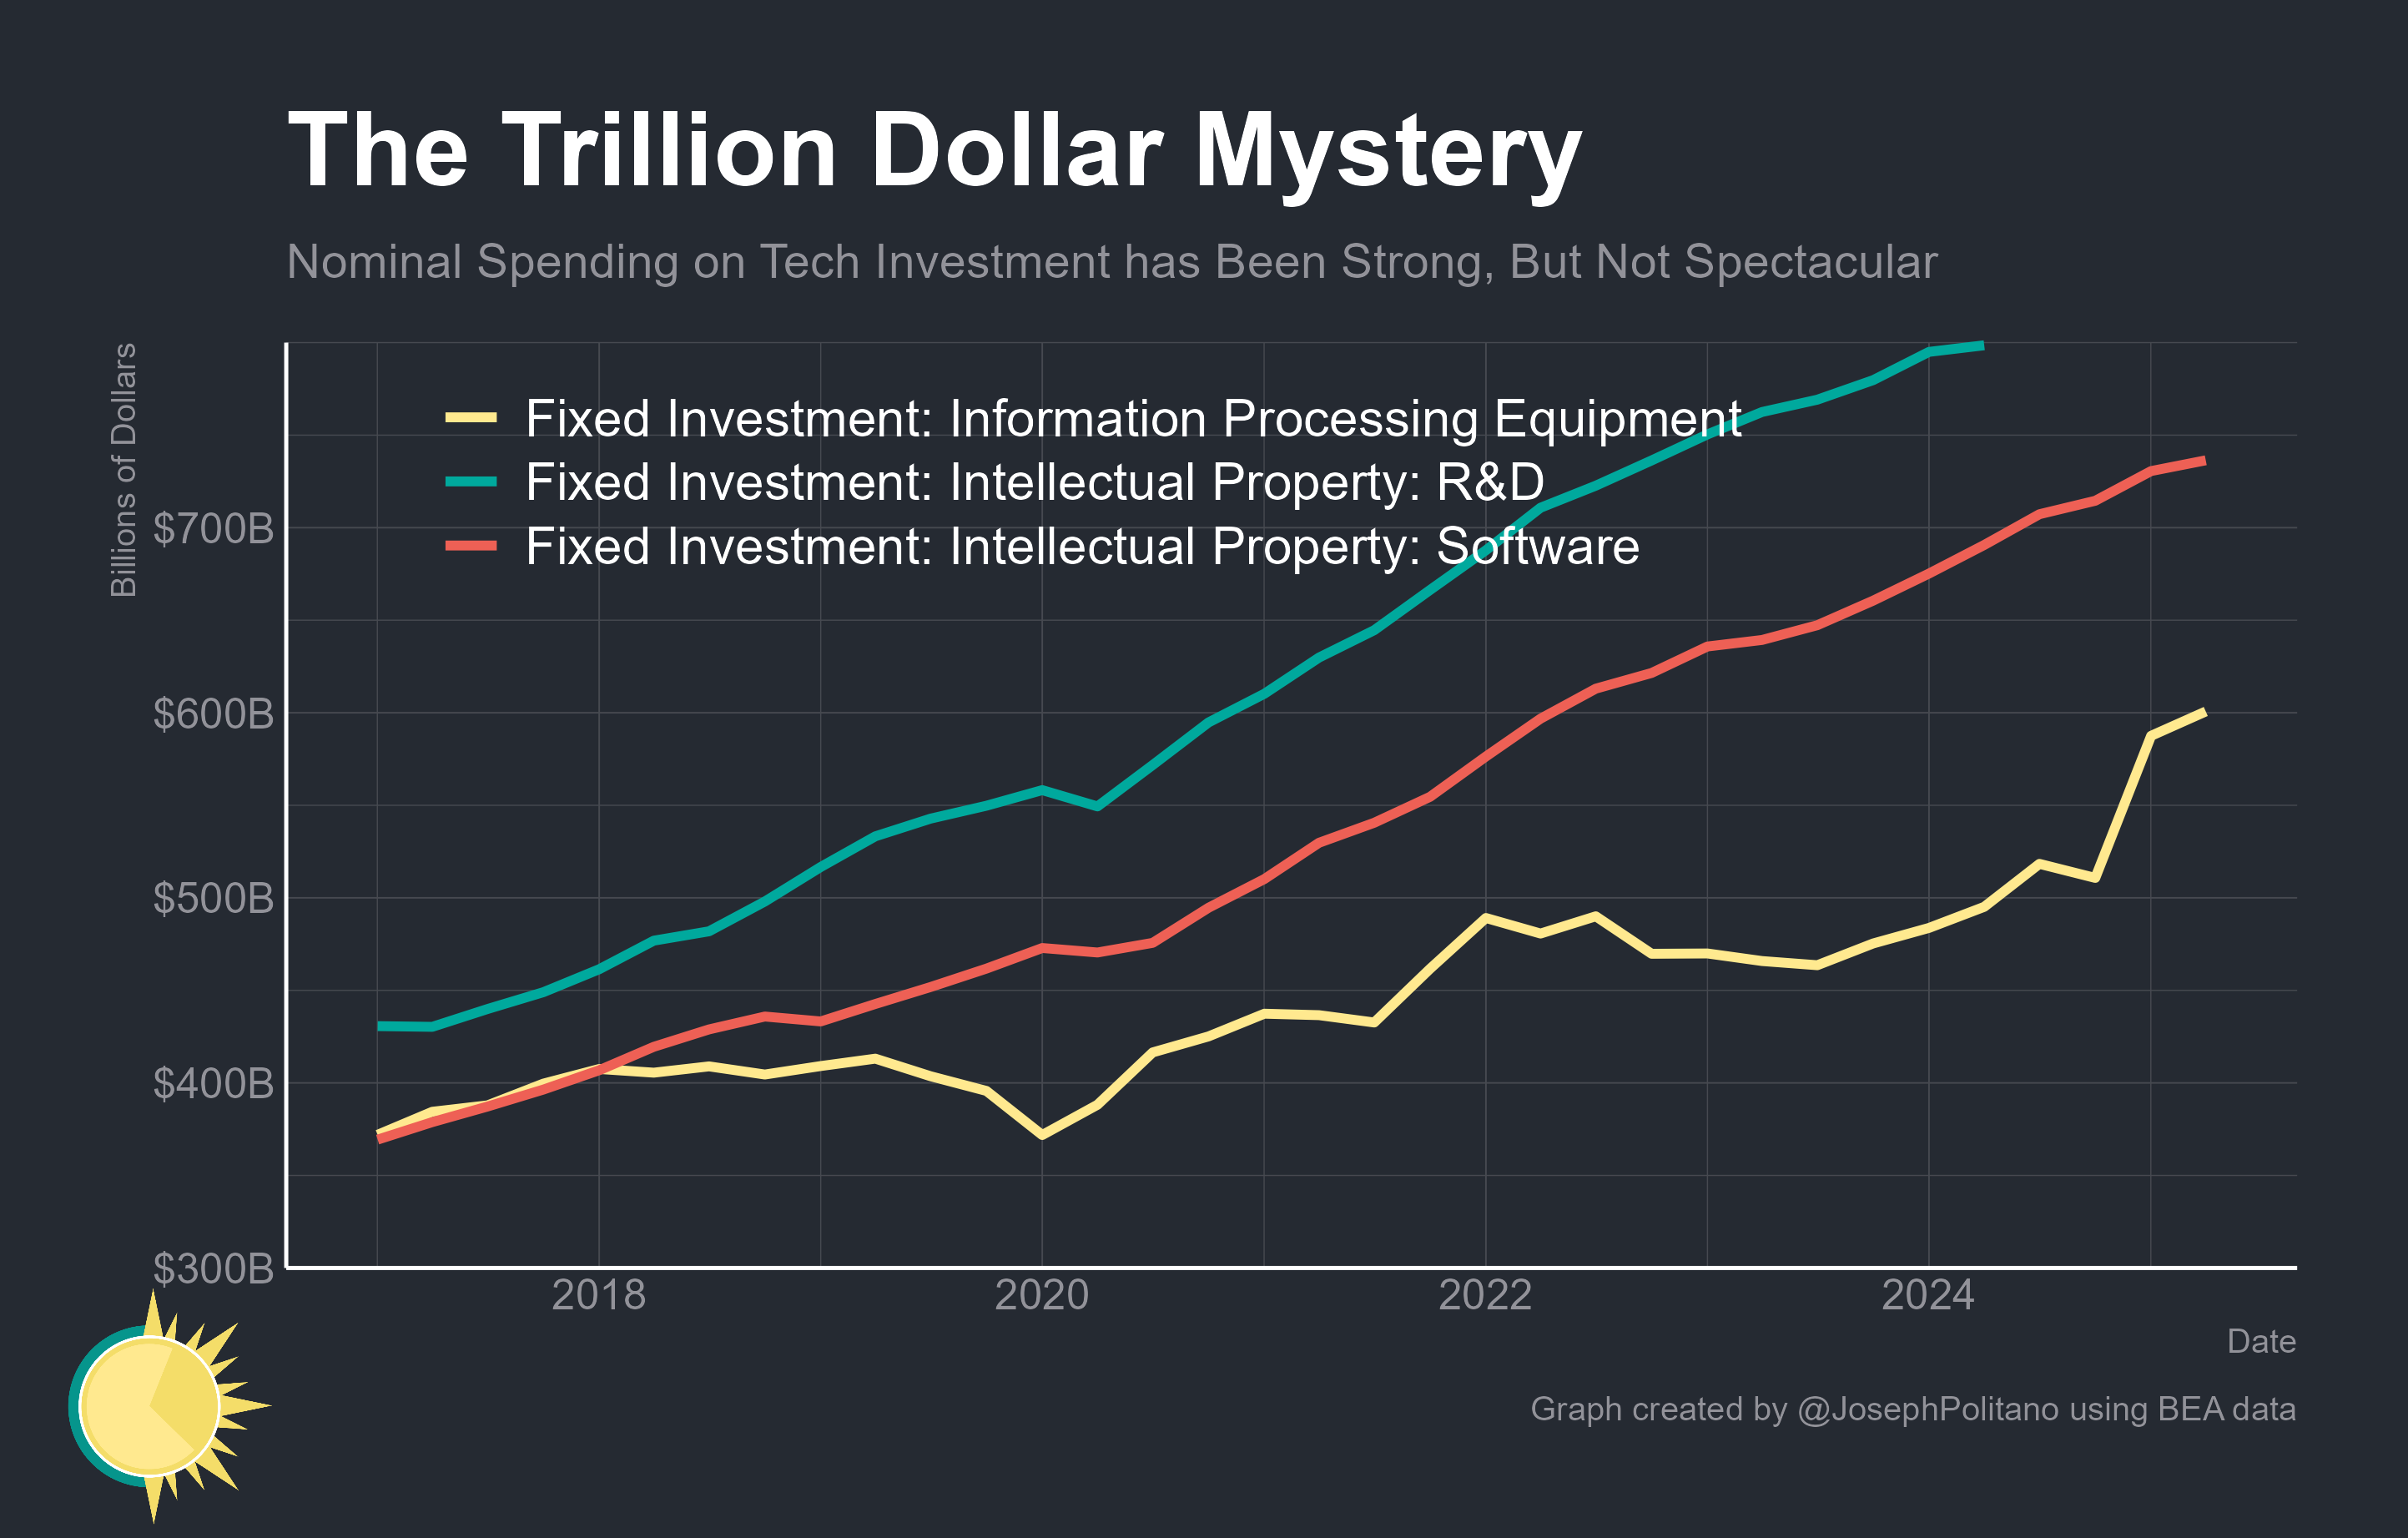 The Trillion Dollar Mystery
Nominal Spending on Tech Investment has Been Strong, But Not Spectacular
Billions of Dollars
Fixed Investment: Information Processing Equipment
Fixed Investment: Intellectual Property: R&D
Fixed Investment: Intellectual Property: Software
$700B
$600B
$500B
$400B
$300B
2018 2020 2022 2024
Date
Graph created by @JosephPolitano using BEA data